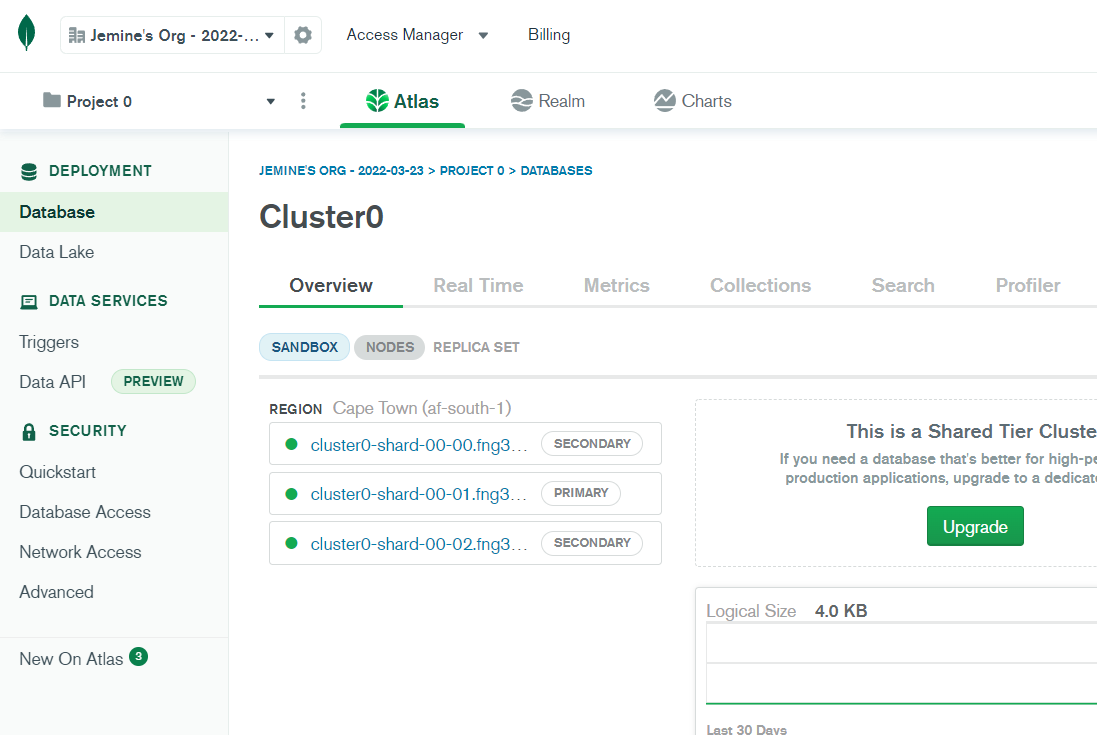 Jemine's Org - 2022-...
Access Manager
Billing
Project 0
Atlas
Realm
Charts
DEPLOYMENT
Database
Data Lake
DATA SERVICES
Triggers
Data API PREVIEW
SECURITY
Quickstart
Database Access
Network Access
Advanced
New On Atlas 3
JEMINE'S ORG - 2022-03-23 > PROJECT 0 > DATABASES
Cluster0
Overview Real Time Metrics Collections Search Profiler
SANDBOX NODES REPLICA SET
REGION Cape Town (af-south-1)
cluster0-shard-00-00.fng3... SECONDARY
cluster0-shard-00-01.fng3... PRIMARY
cluster0-shard-00-02.fng3... SECONDARY
This is a Shared Tier Cluste
If you need a database that's better for high-pe
production applications, upgrade to a dedicate
Upgrade
Logical Size 4.0 KB
Last 30 Days